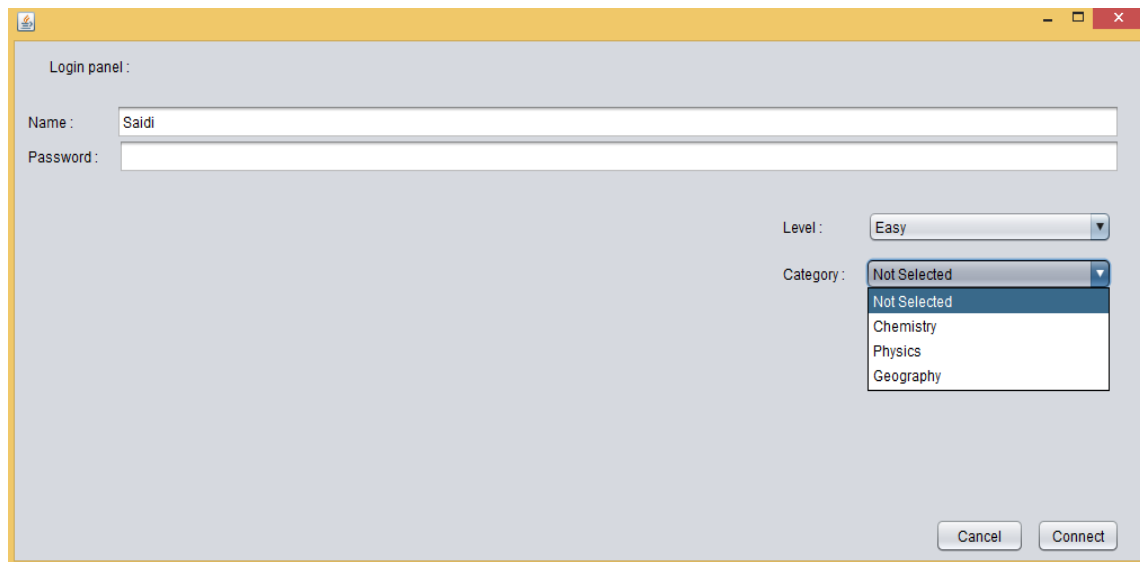 Login panel :
Name : Saidi
Password :
Level : Easy
Category : Not Selected
Not Selected
Chemistry
Physics
Geography
Cancel Connect